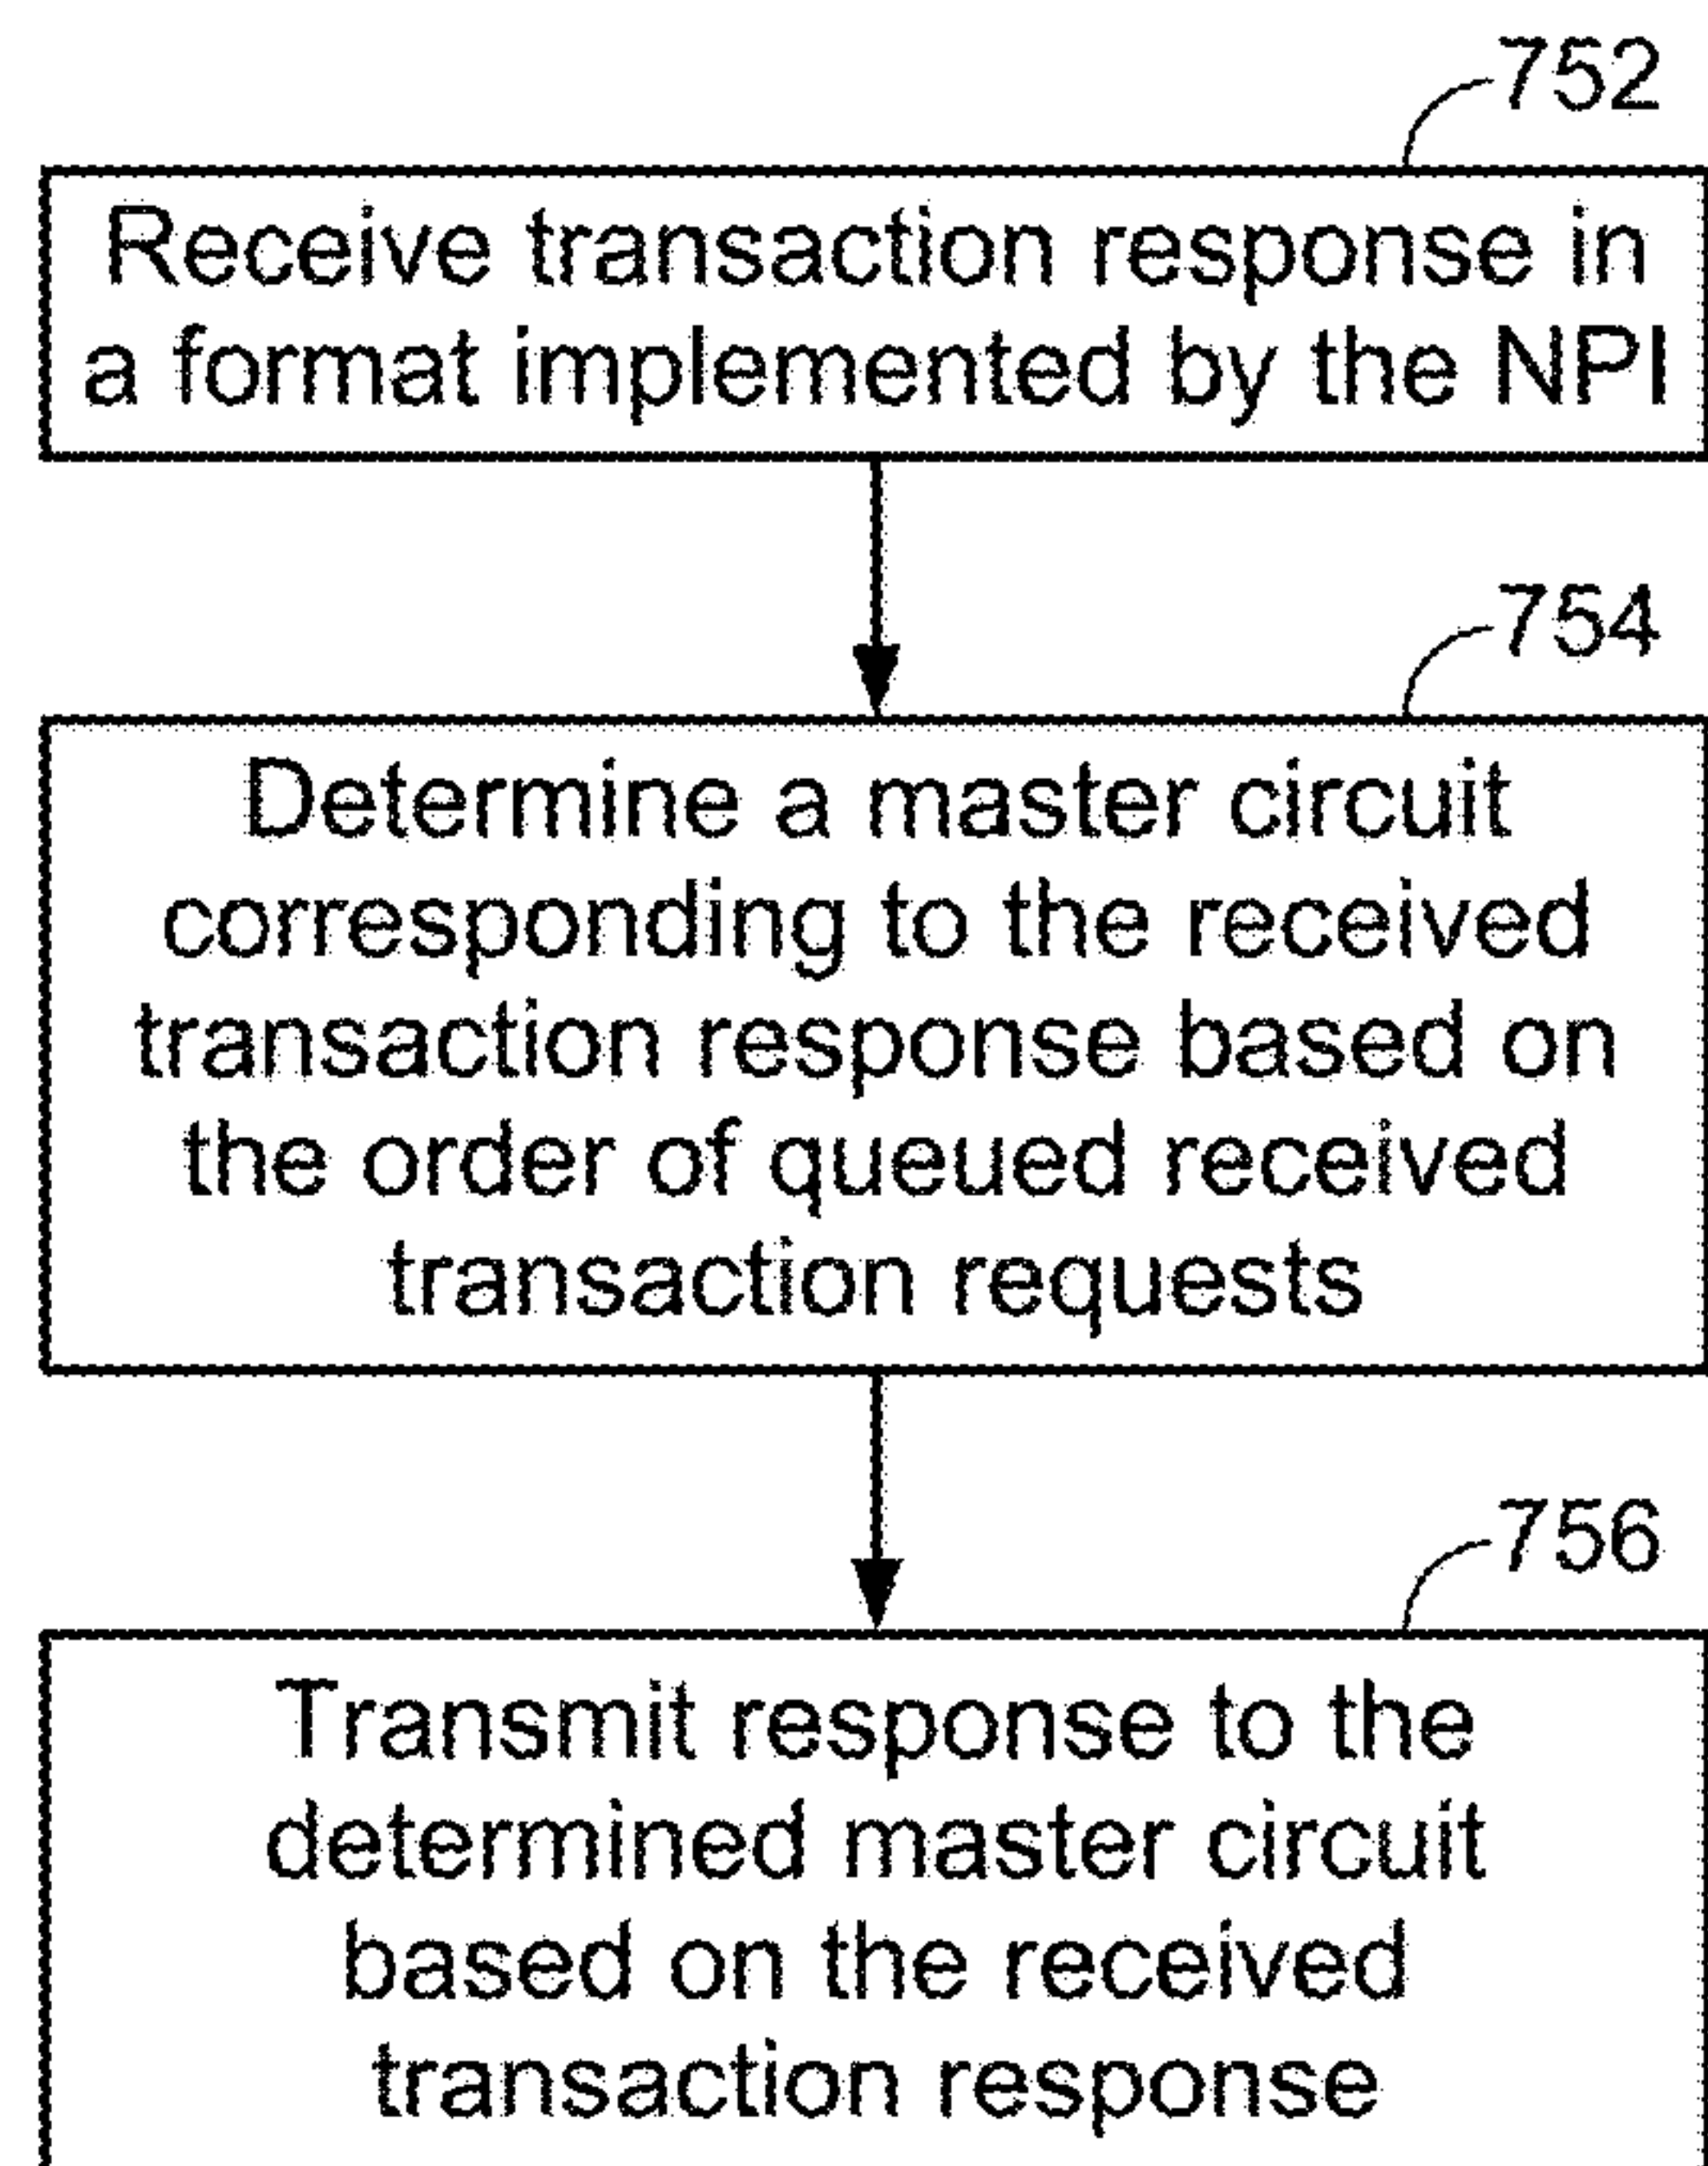 752
Receive transaction response in
a format implemented by the NPI
754
Determine a master circuit
corresponding to the received
transaction response based on
the order of queued received
transaction requests
756
Transmit response to the
determined master circuit
based on the received
transaction response